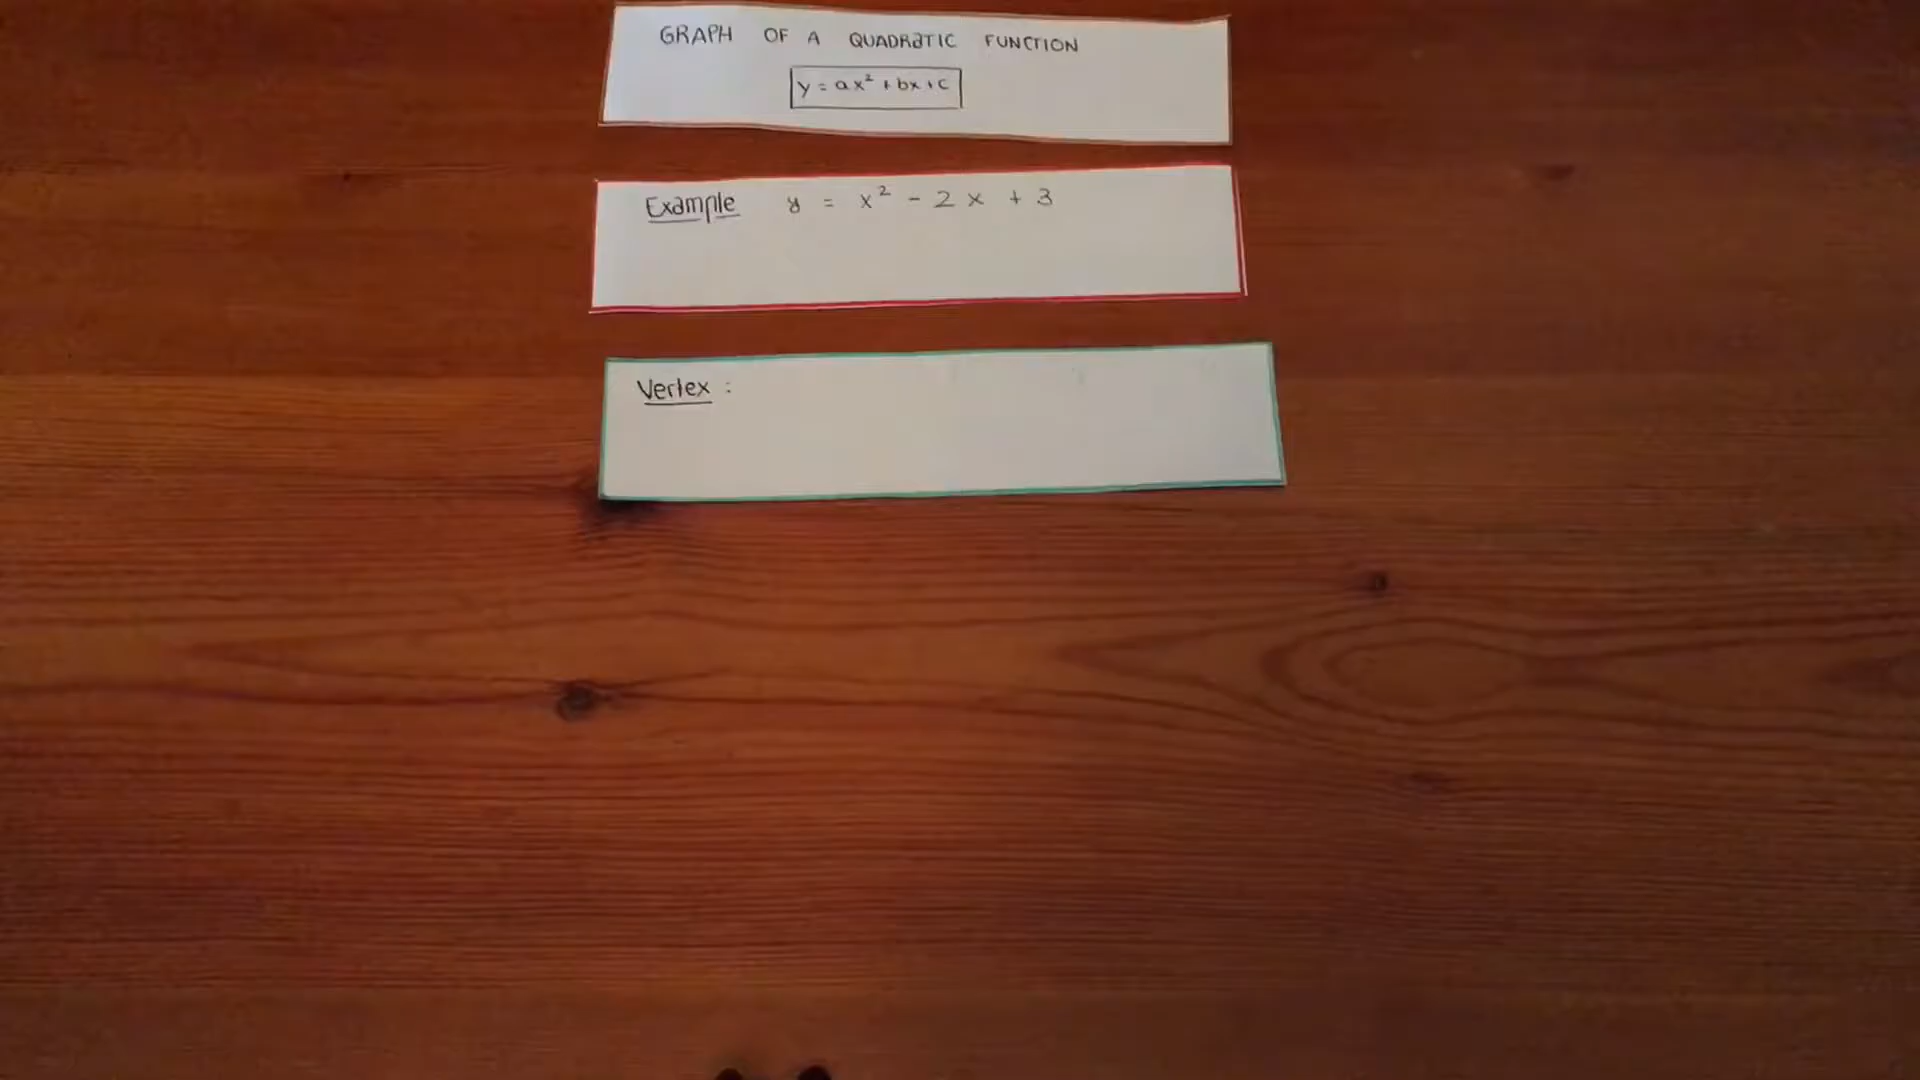 GRAPH OF A QUADRATIC FUNCTION
y = ax² + bx + c
Example y = x² - 2x + 3
Vertex :